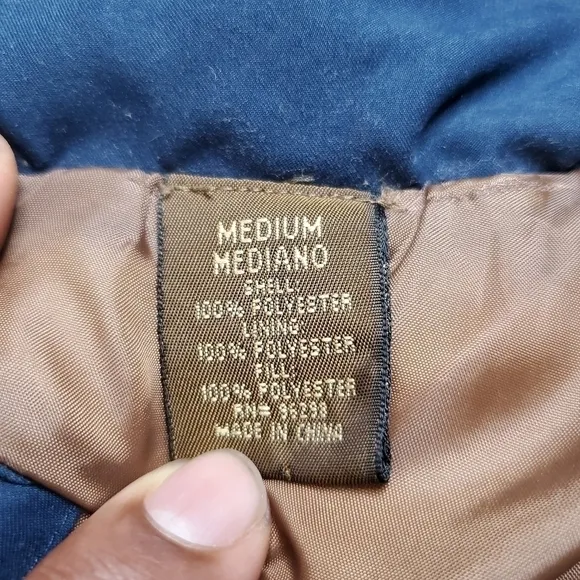 MEDIUM
MEDIANO
SHELL:
100% POLYESTER
LINING:
100% POLYESTER
FILL:
100% POLYESTER
RN#
MADE IN CHINA